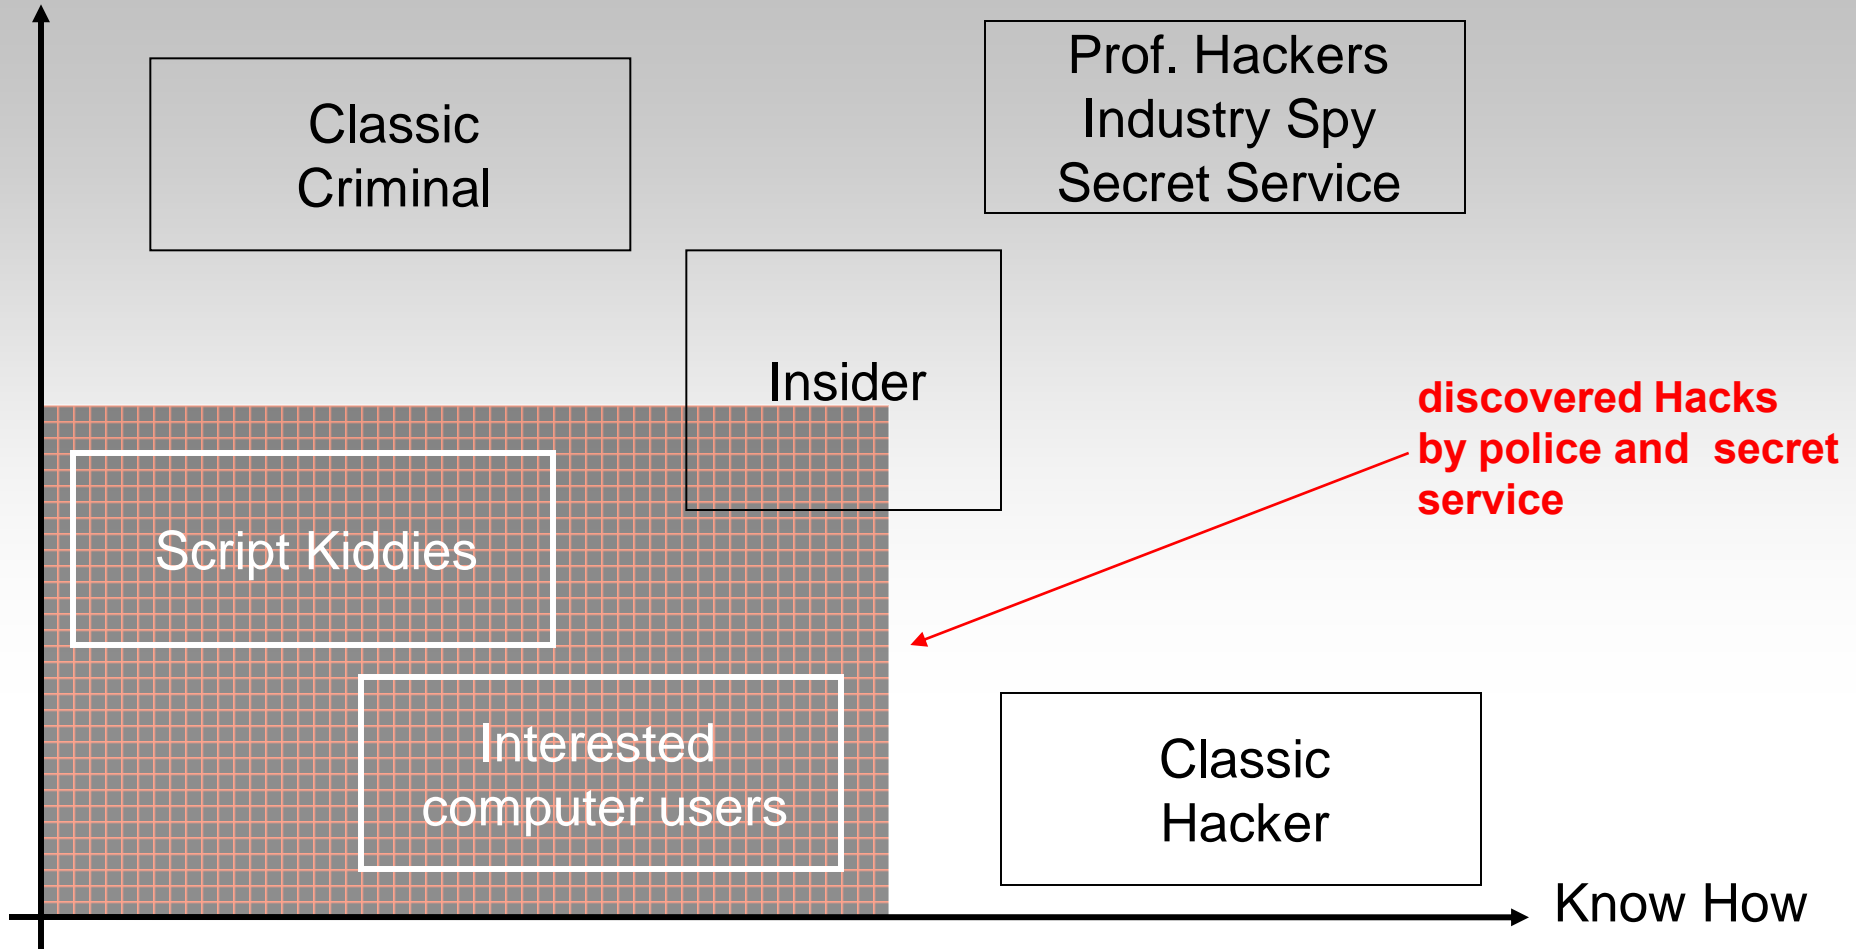 Classic
Criminal
Prof. Hackers
Industry Spy
Secret Service
Insider
discovered Hacks
by police and  secret
service
Script Kiddies
Interested
computer users
Classic
Hacker
Know How